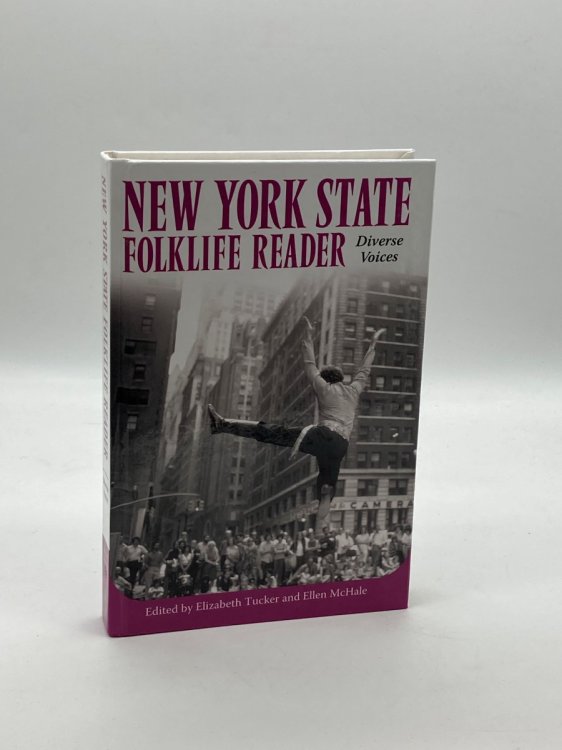 NEW YORK STATE
FOLKLIFE READER
Diverse
Voices
CAMERA
Edited by Elizabeth Tucker and Ellen McHale
NEW YORK STATE FOLKLIFE READER